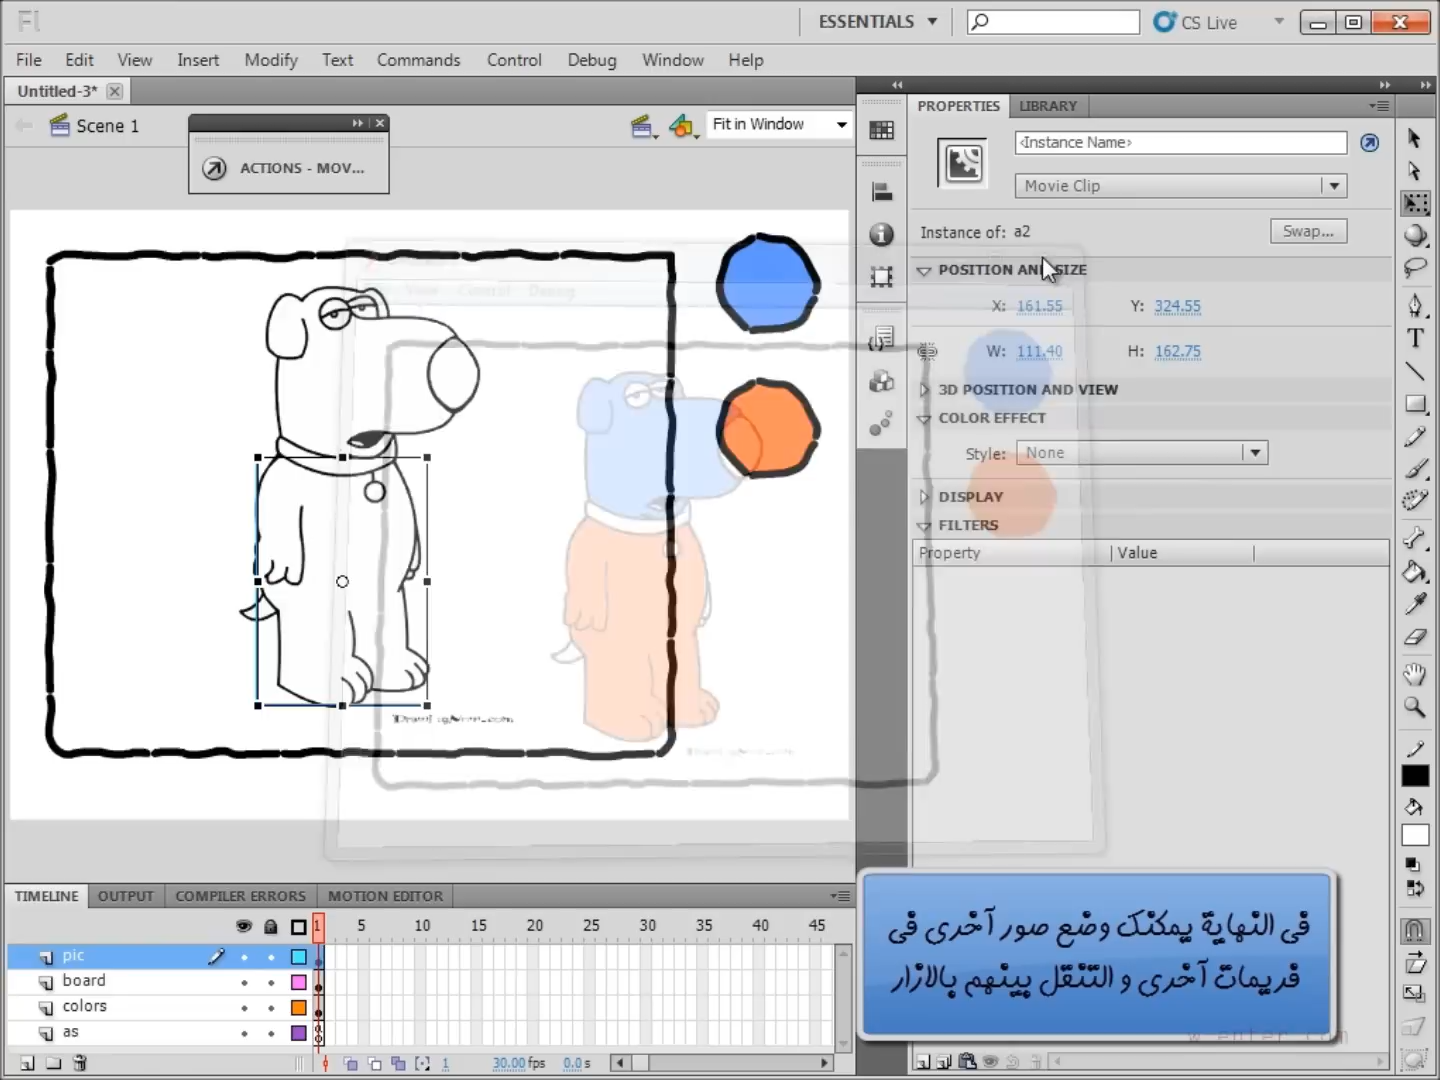 Fl
ESSENTIALS
CS Live
File Edit View Insert Modify Text Commands Control Debug Window Help
Untitled-3*
Scene 1
Fit in Window
ACTIONS - MOV...
PROPERTIES LIBRARY
<Instance Name>
Movie Clip
Instance of: a2
Swap...
POSITION AND SIZE
X: 161.55 Y: 324.55
W: 111.40 H: 162.75
3D POSITION AND VIEW
COLOR EFFECT
Style: None
DISPLAY
FILTERS
Property Value
View Control Debug
TIMELINE OUTPUT COMPILER ERRORS MOTION EDITOR
1 5 10 15 20 25 30 35 40 45
pic
board
colors
as
1 30.00 fps 0.0 s
فى النهاية يمكنك وضع صور آخرى فى
فريمات آخرى و التنقل بينهم بالازار